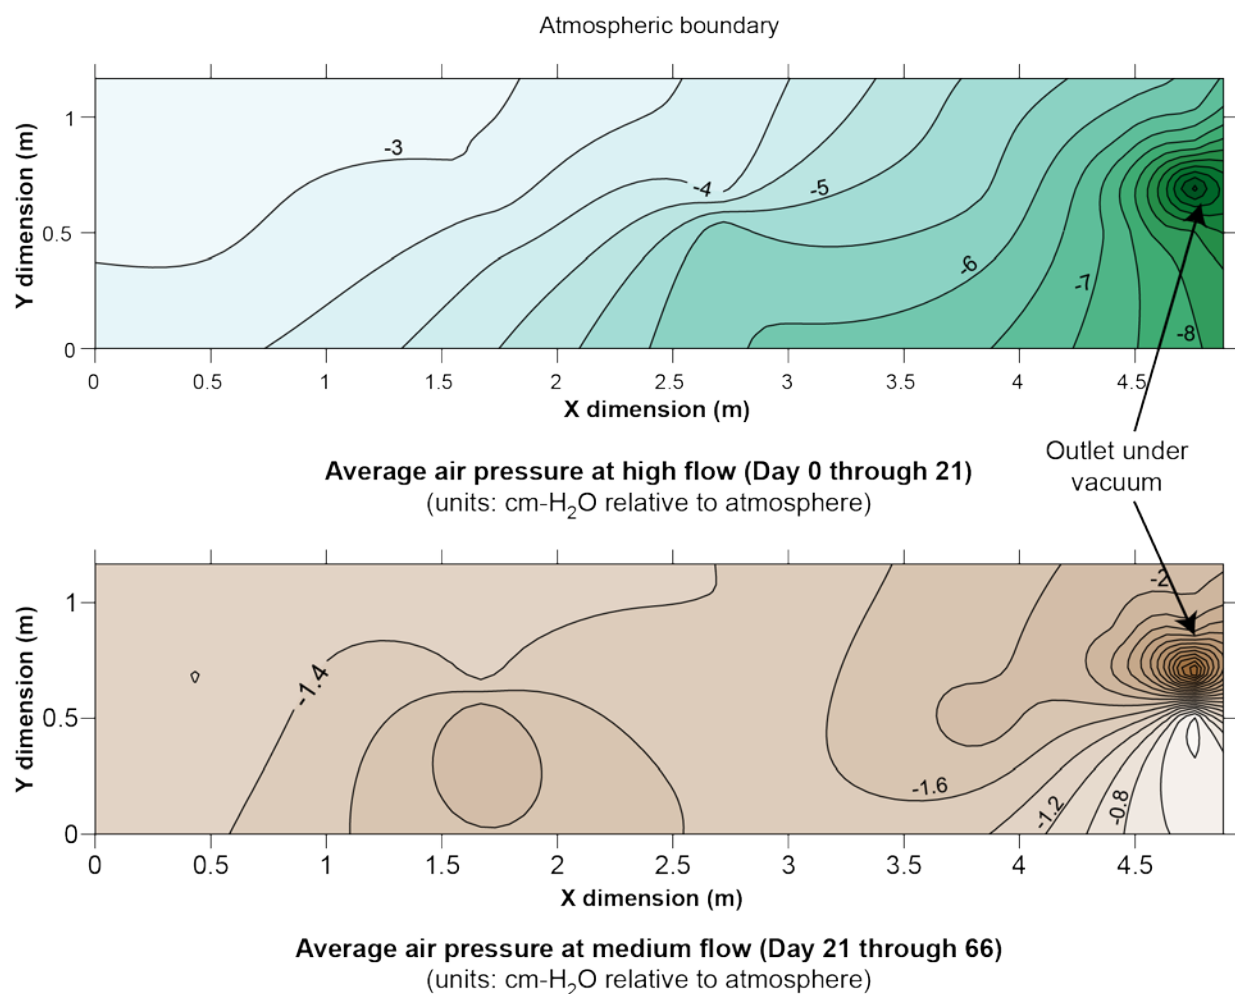 Atmospheric boundary
Y dimension (m)
1
0.5
0
-3
-4
-5
-6
-7
-8
0 0.5 1 1.5 2 2.5 3 3.5 4 4.5
X dimension (m)
Average air pressure at high flow (Day 0 through 21)
(units: cm-H₂O relative to atmosphere)
Outlet under
vacuum
Y dimension (m)
1
0.5
0
-2
-1.4
-1.6
-1.2
-0.8
0 0.5 1 1.5 2 2.5 3 3.5 4 4.5
X dimension (m)
Average air pressure at medium flow (Day 21 through 66)
(units: cm-H₂O relative to atmosphere)